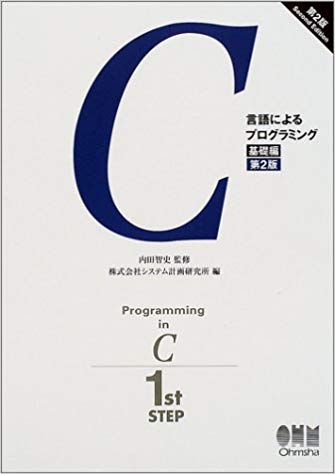 第2版
Second Edition
C
言語による
プログラミング
基礎編
第2版
内田智史 監修
株式会社システム計画研究所 編
Programming
in
C
1st
STEP
OHM
Ohmsha